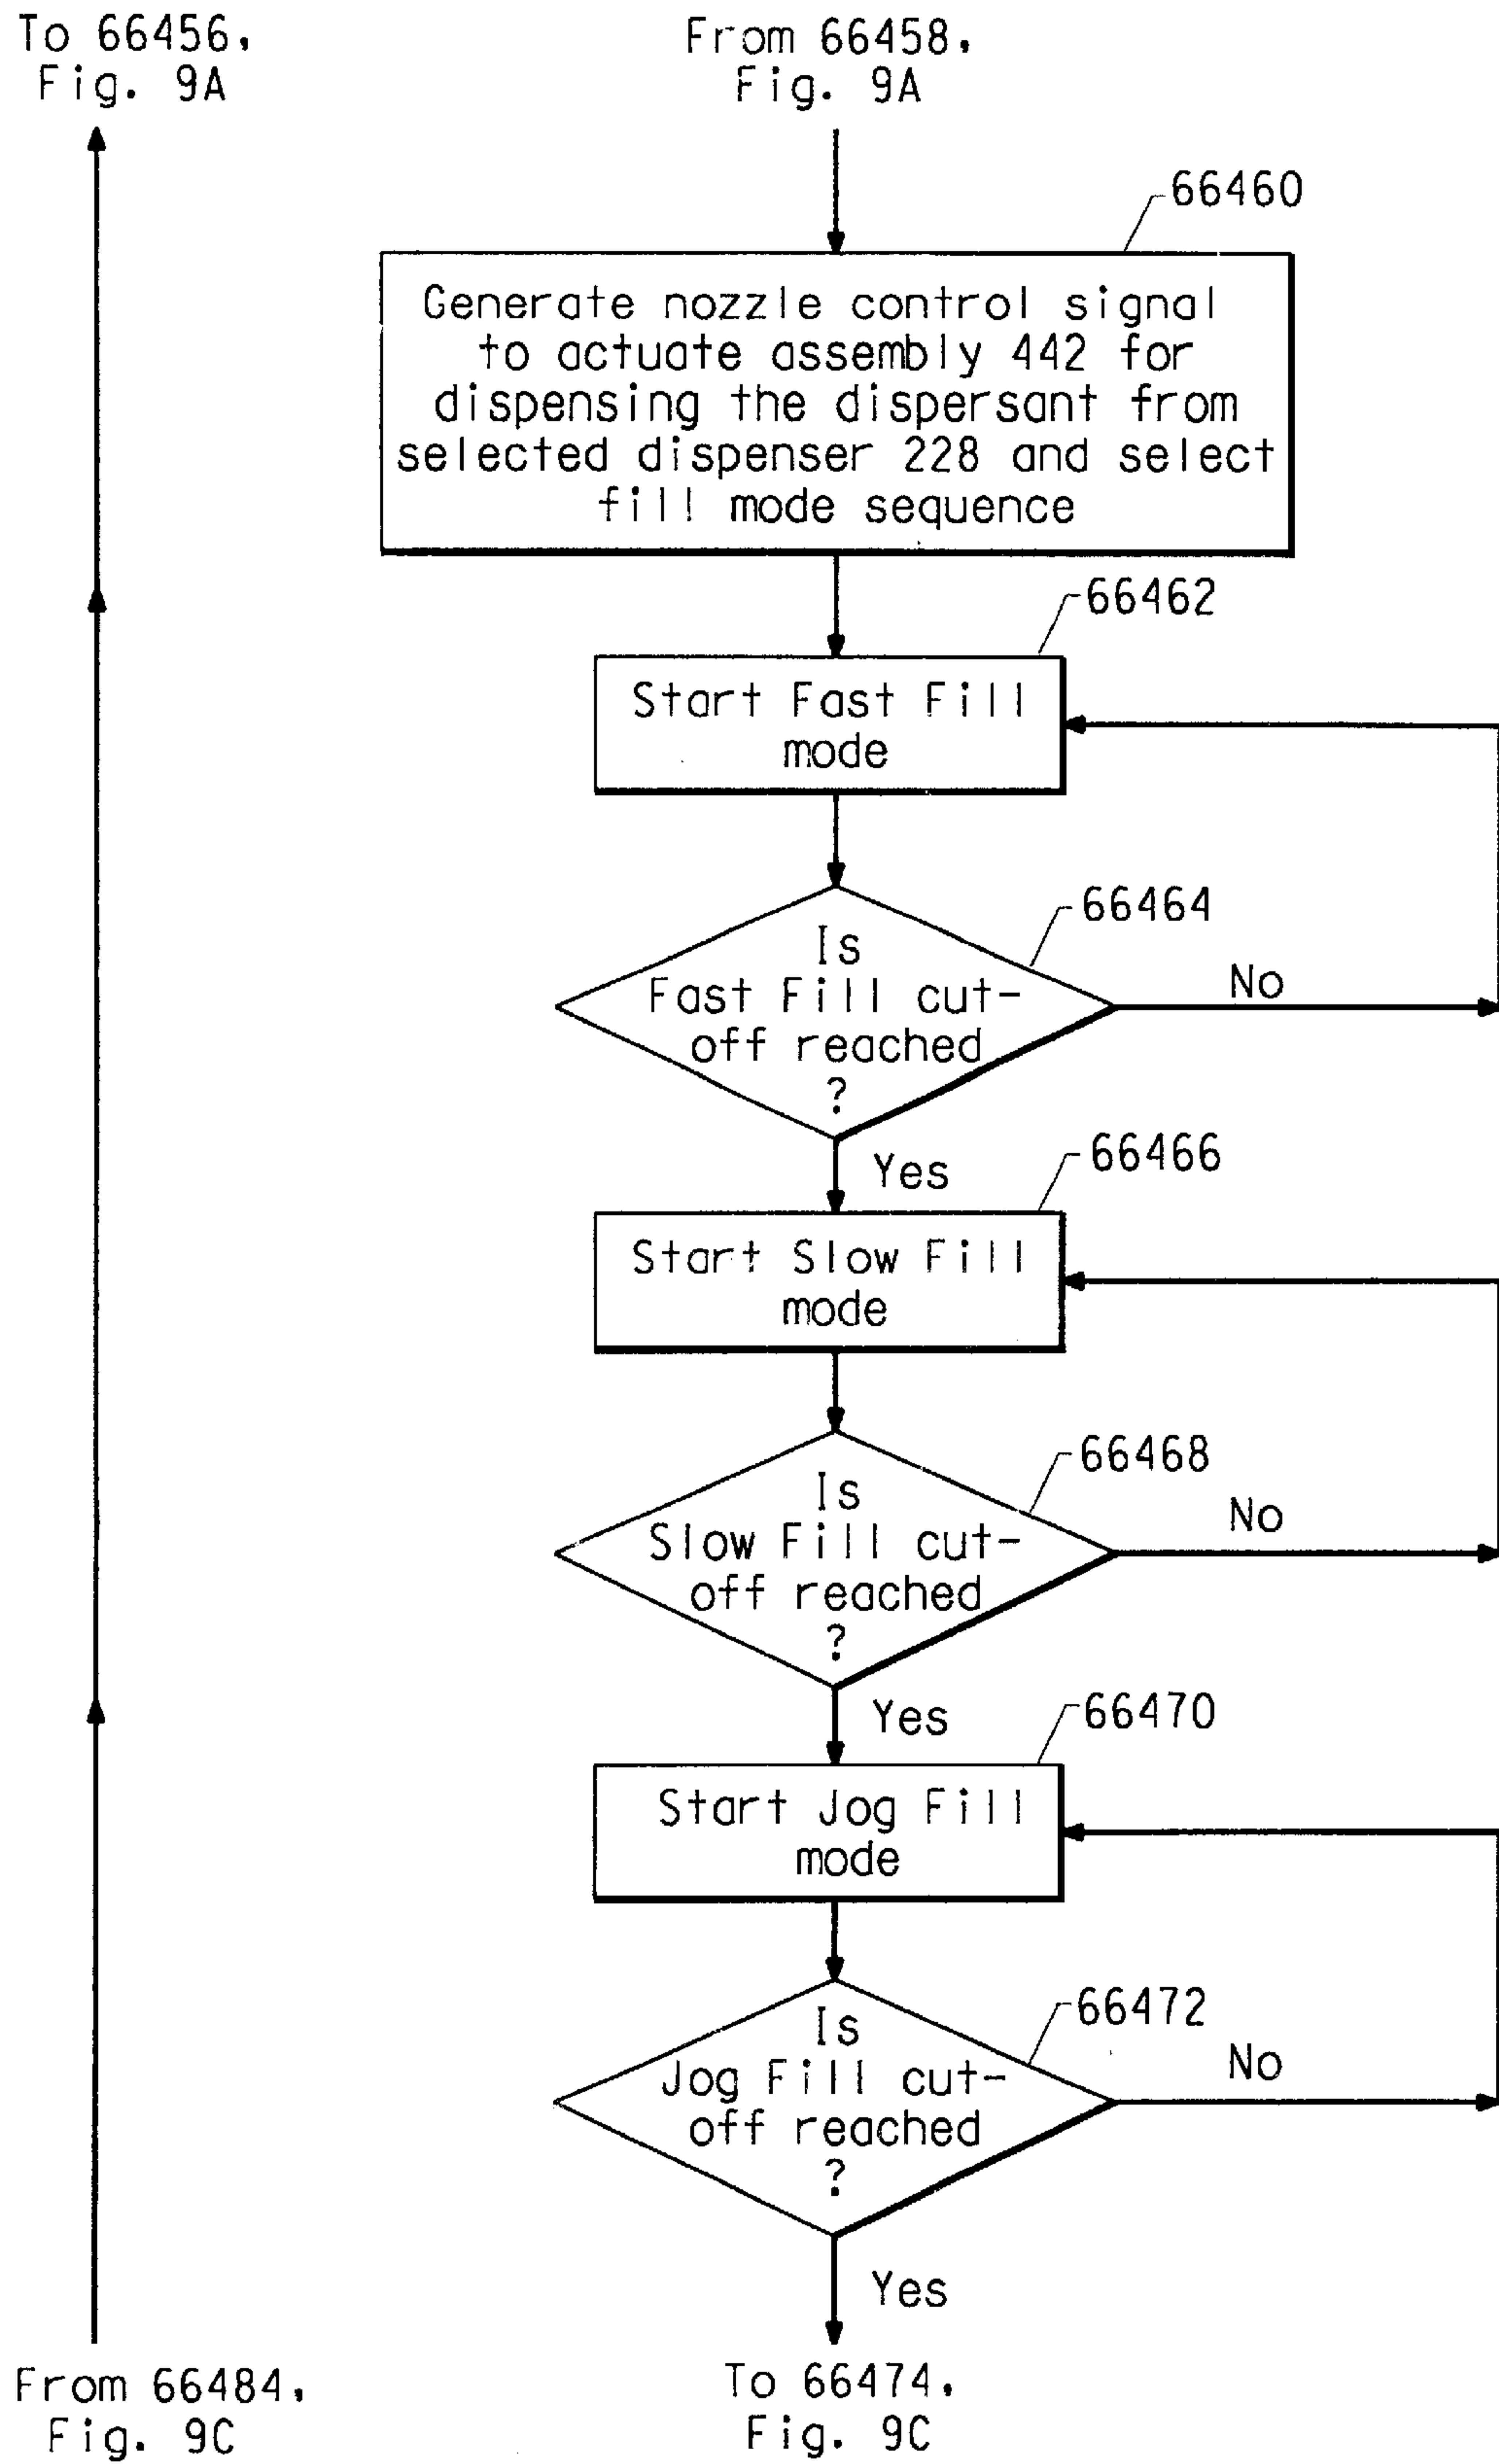 To 66456,
Fig. 9A
From 66458,
Fig. 9A
66460
Generate nozzle control signal
to actuate assembly 442 for
dispensing the dispersant from
selected dispenser 228 and select
fill mode sequence
66462
Start Fast Fill
mode
66464
Is
Fast Fill cut-
off reached
?
No
Yes
66466
Start Slow Fill
mode
66468
Is
Slow Fill cut-
off reached
?
No
Yes
66470
Start Jog Fill
mode
66472
Is
Jog Fill cut-
off reached
?
No
Yes
From 66484,
Fig. 9C
To 66474,
Fig. 9C